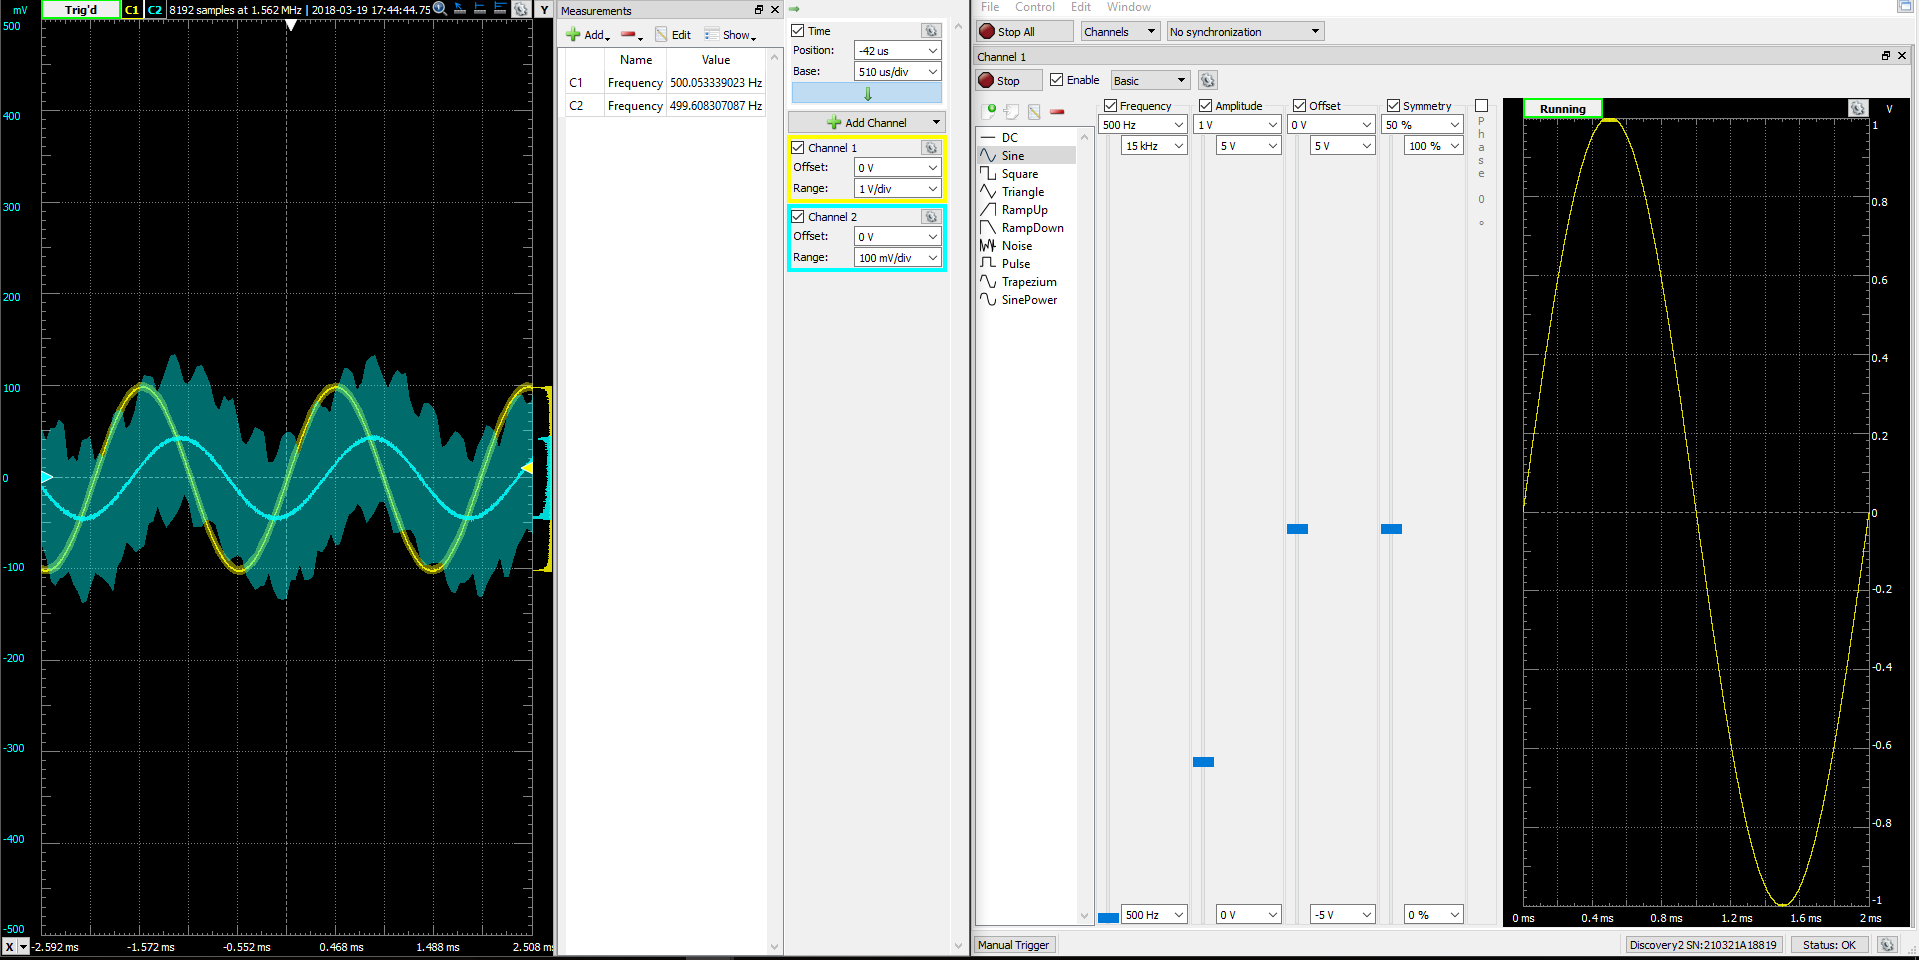 mV Trig'd C1 C2 8192 samples at 1.562 MHz | 2018-03-19 17:44:44.75 Y
500
400
300
200
100
0
-100
-200
-300
-400
-500
X -2.592 ms -1.572 ms -0.552 ms 0.468 ms 1.488 ms 2.508 ms
Measurements
Add Edit Show
Name Value
C1 Frequency 500.053339023 Hz
C2 Frequency 499.608307087 Hz
Time
Position: -42 us
Base: 510 us/div
Add Channel
Channel 1
Offset: 0 V
Range: 1 V/div
Channel 2
Offset: 0 V
Range: 100 mV/div
File Control Edit Window
Stop All Channels No synchronization
Channel 1
Stop Enable Basic
DC
Sine
Square
Triangle
RampUp
RampDown
Noise
Pulse
Trapezium
SinePower
Frequency Amplitude Offset Symmetry
500 Hz 1 V 0 V 50 %
15 kHz 5 V 5 V 100 %
500 Hz 0 V -5 V 0 %
P
h
a
s
e
0
°
Running V
1
0.8
0.6
0.4
0.2
0
-0.2
-0.4
-0.6
-0.8
-1
0 ms 0.4 ms 0.8 ms 1.2 ms 1.6 ms 2 ms
Manual Trigger Discovery2 SN:210321A18819 Status: OK